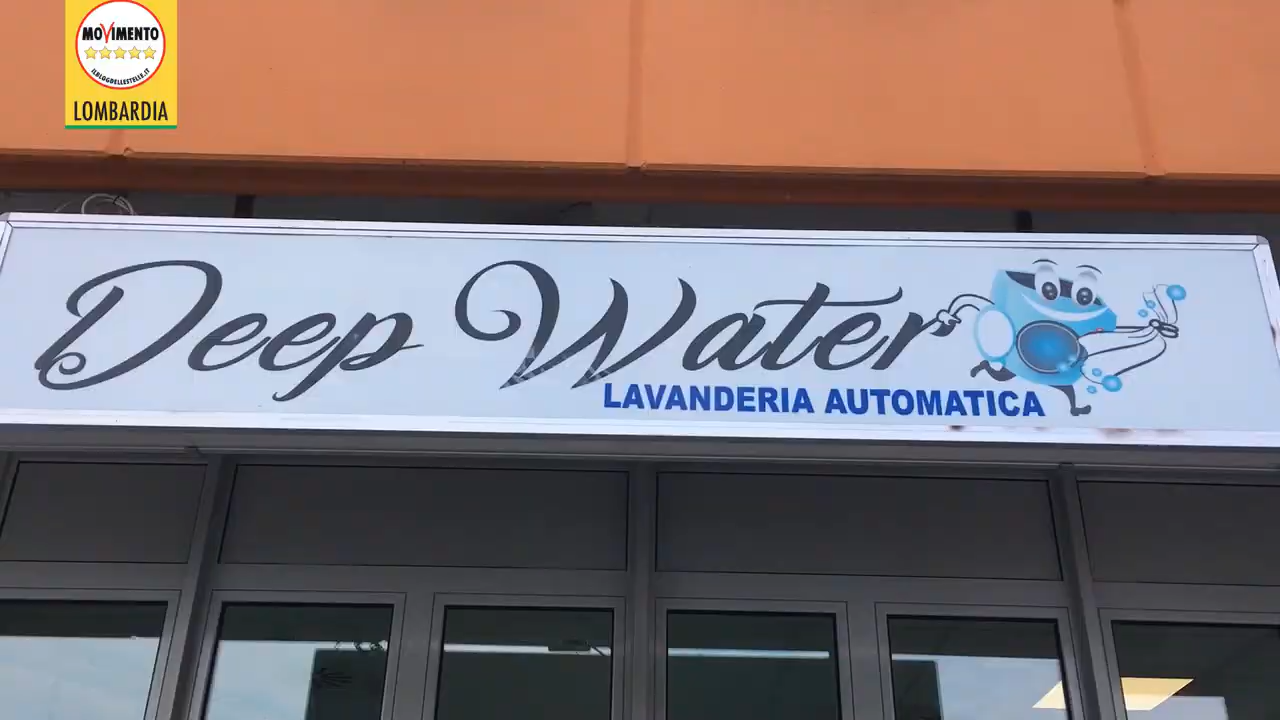 MOVIMENTO
ILBLOGDELLESTELLE.IT
LOMBARDIA
Deep Water
LAVANDERIA AUTOMATICA